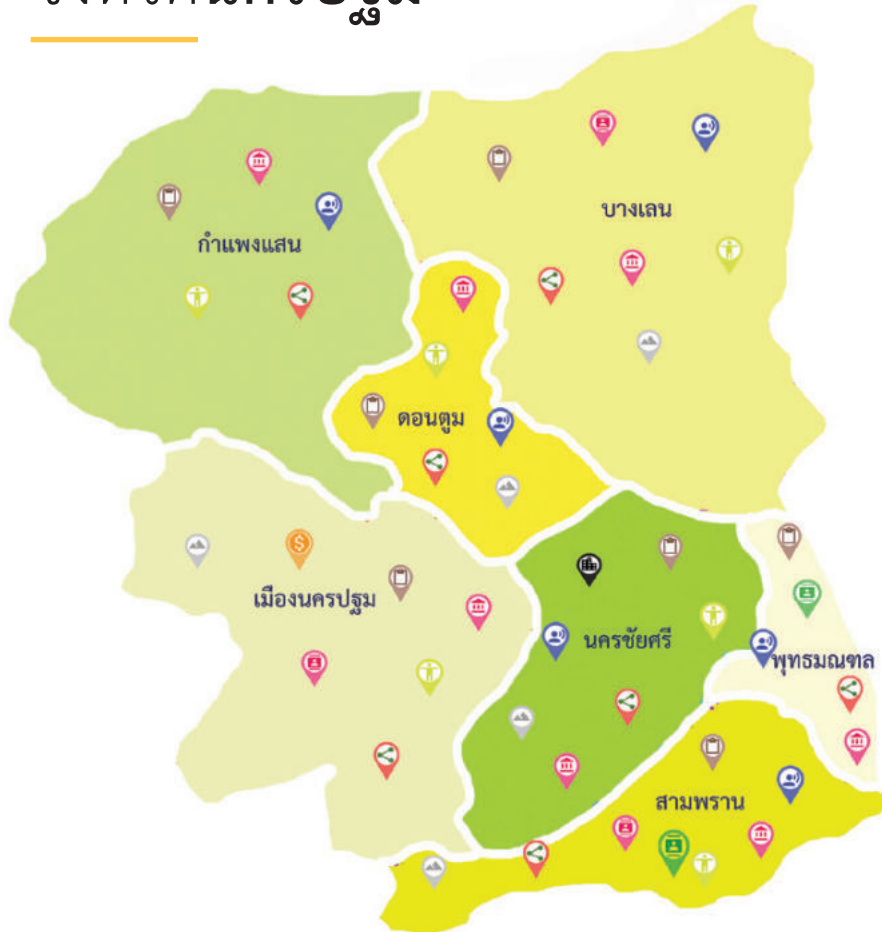 กำแพงแสน
บางเลน
ดอนตูม
เมืองนครปฐม
นครชัยศรี
พุทธมณฑล
สามพราน